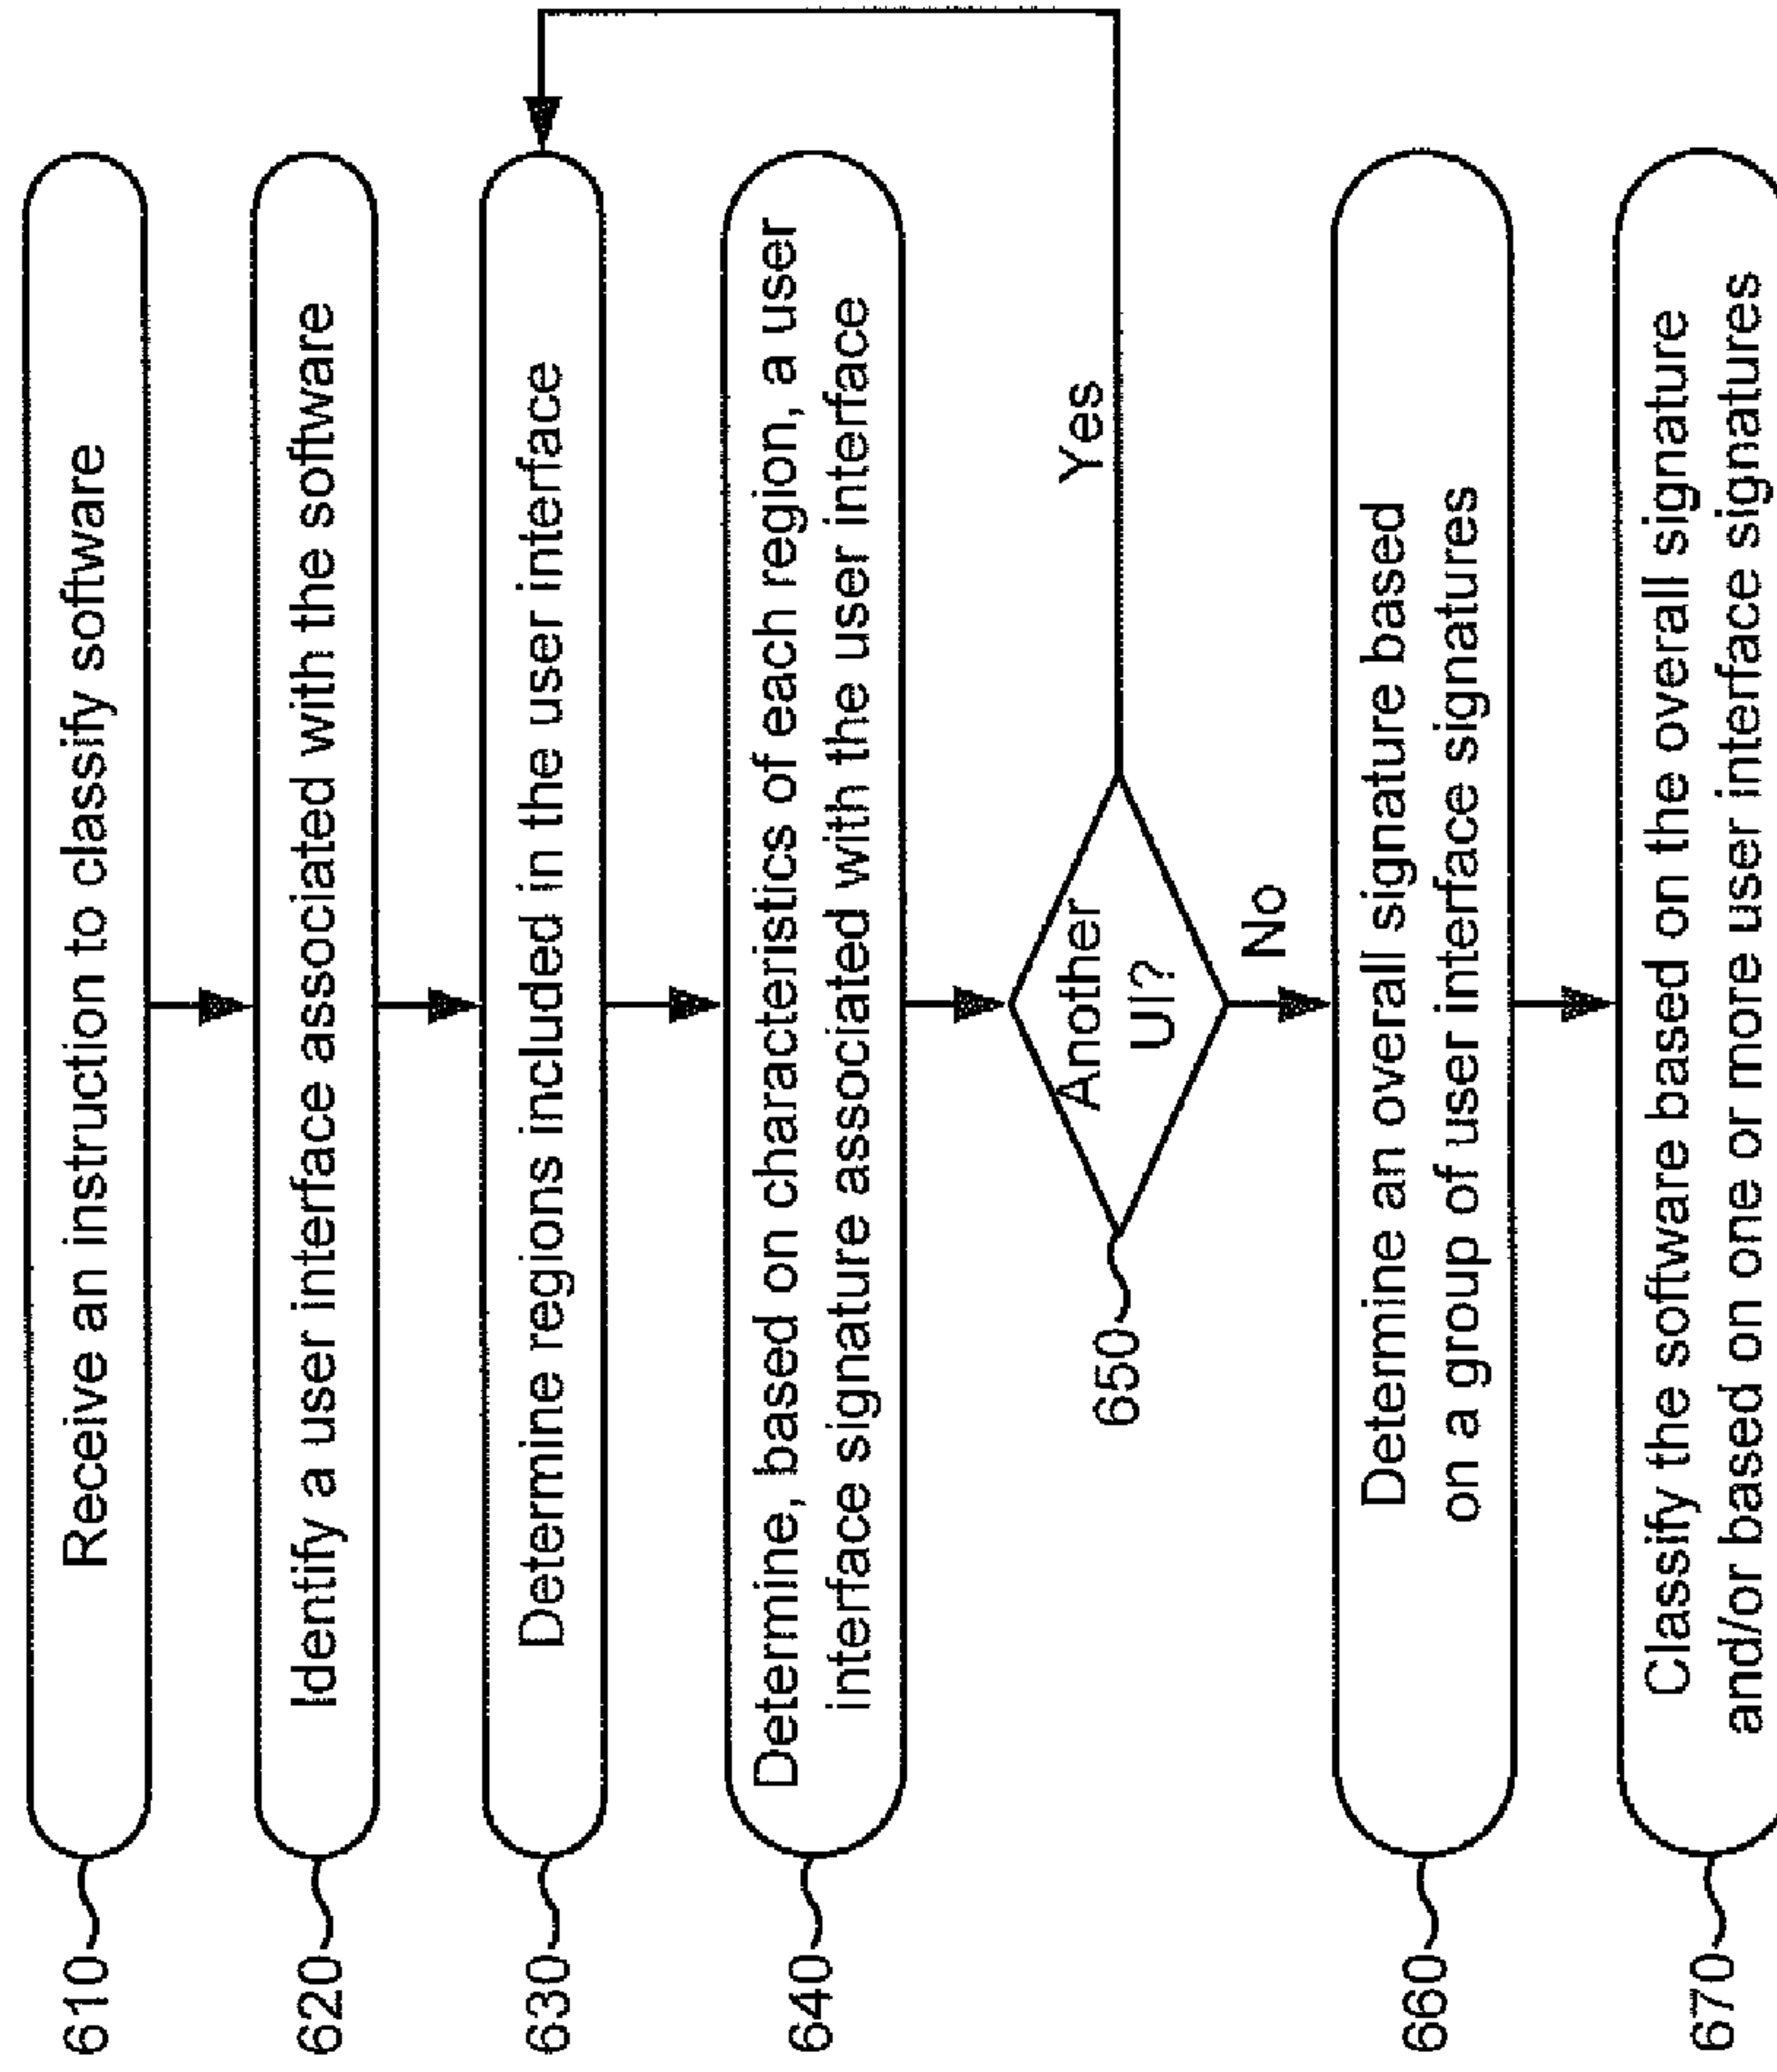 610
Receive an instruction to classify software
620
Identify a user interface associated with the software
630
Determine regions included in the user interface
640
Determine, based on characteristics of each region, a user
interface signature associated with the user interface
650
Another
UI?
Yes
No
660
Determine an overall signature based
on a group of user interface signatures
670
Classify the software based on the overall signature
and/or based on one or more user interface signatures